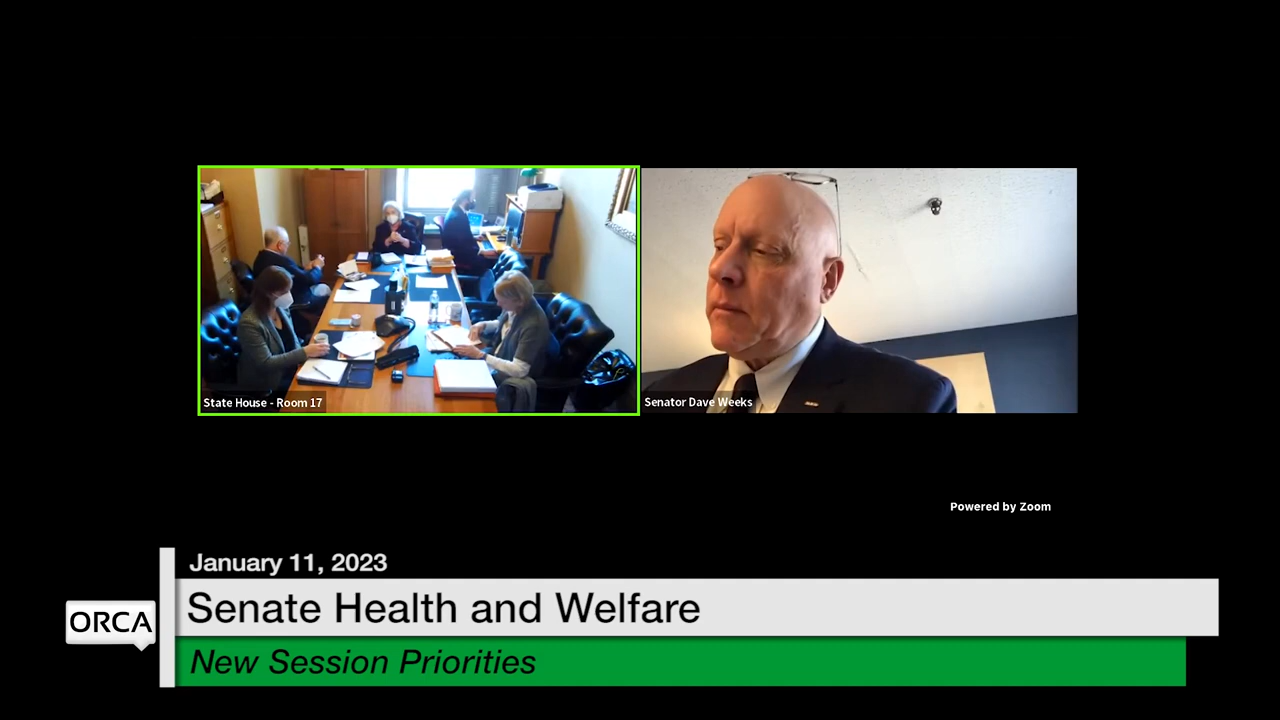 State House - Room 17
Senator Dave Weeks
Powered by Zoom
January 11, 2023
Senate Health and Welfare
ORCA
New Session Priorities